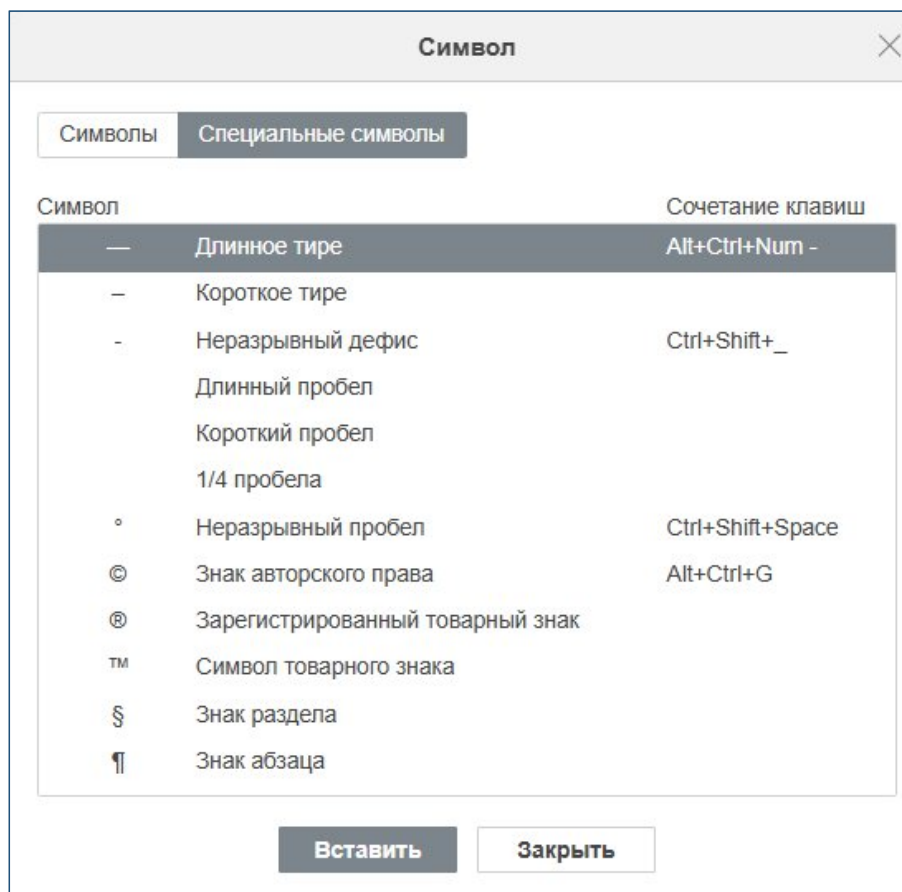 Символ
Символы Специальные символы
Символ Сочетание клавиш
— Длинное тире Alt+Ctrl+Num -
– Короткое тире
- Неразрывный дефис Ctrl+Shift+_
Длинный пробел
Короткий пробел
1/4 пробела
° Неразрывный пробел Ctrl+Shift+Space
© Знак авторского права Alt+Ctrl+G
® Зарегистрированный товарный знак
™ Символ товарного знака
§ Знак раздела
¶ Знак абзаца
Вставить Закрыть